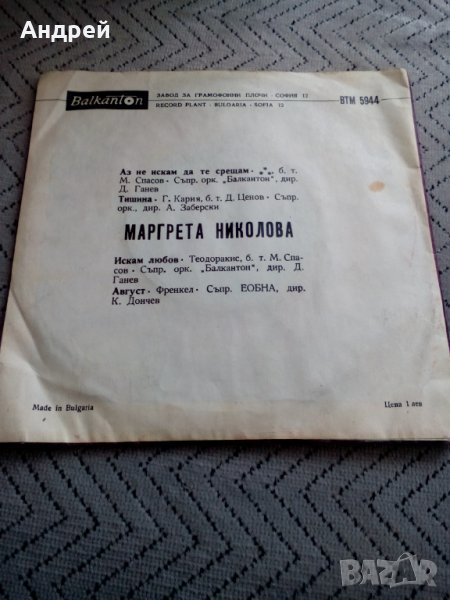 Андрей
Balkanton
ЗАВОД ЗА ГРАМОФОННИ ПЛОЧИ · СОФИЯ 12
RECORD PLANT · BULGARIA · SOFIA 12
ВТМ 5944
Аз не искам да те срещам · *** б. т.
М. Спасов · Съпр. орк. „Балкантон", дир.
Д. Ганев
Тишина · Г. Кария, б. т. Д. Ценов · Съпр.
орк., дир. А. Заберски
МАРГРЕТА НИКОЛОВА
Искам любов · Теодоракис, б. т. М. Спа-
сов · Съпр. орк. „Балкантон", дир. Д.
Ганев
Август · Френкел · Съпр. ЕОБНА, дир.
К. Дончев
Made in Bulgaria
Цена 1 лев
BAZAR